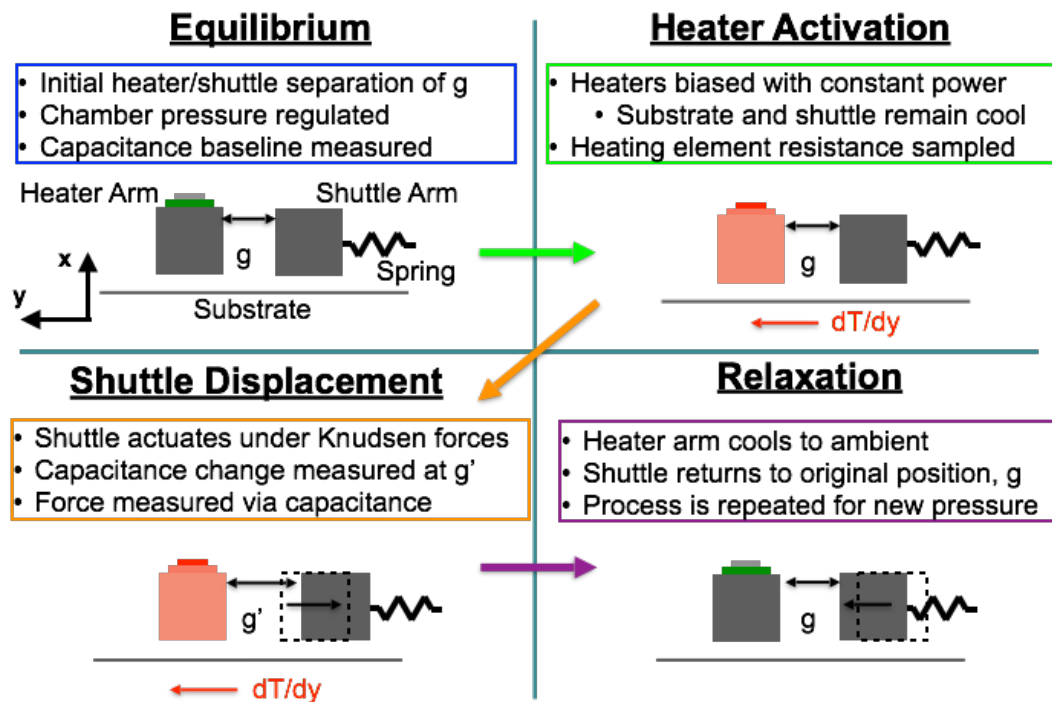 Equilibrium
• Initial heater/shuttle separation of g
• Chamber pressure regulated
• Capacitance baseline measured
Heater Arm
Shuttle Arm
g
Spring
x
y
Substrate
Heater Activation
• Heaters biased with constant power
• Substrate and shuttle remain cool
• Heating element resistance sampled
g
dT/dy
Shuttle Displacement
• Shuttle actuates under Knudsen forces
• Capacitance change measured at g’
• Force measured via capacitance
g’
dT/dy
Relaxation
• Heater arm cools to ambient
• Shuttle returns to original position, g
• Process is repeated for new pressure
g